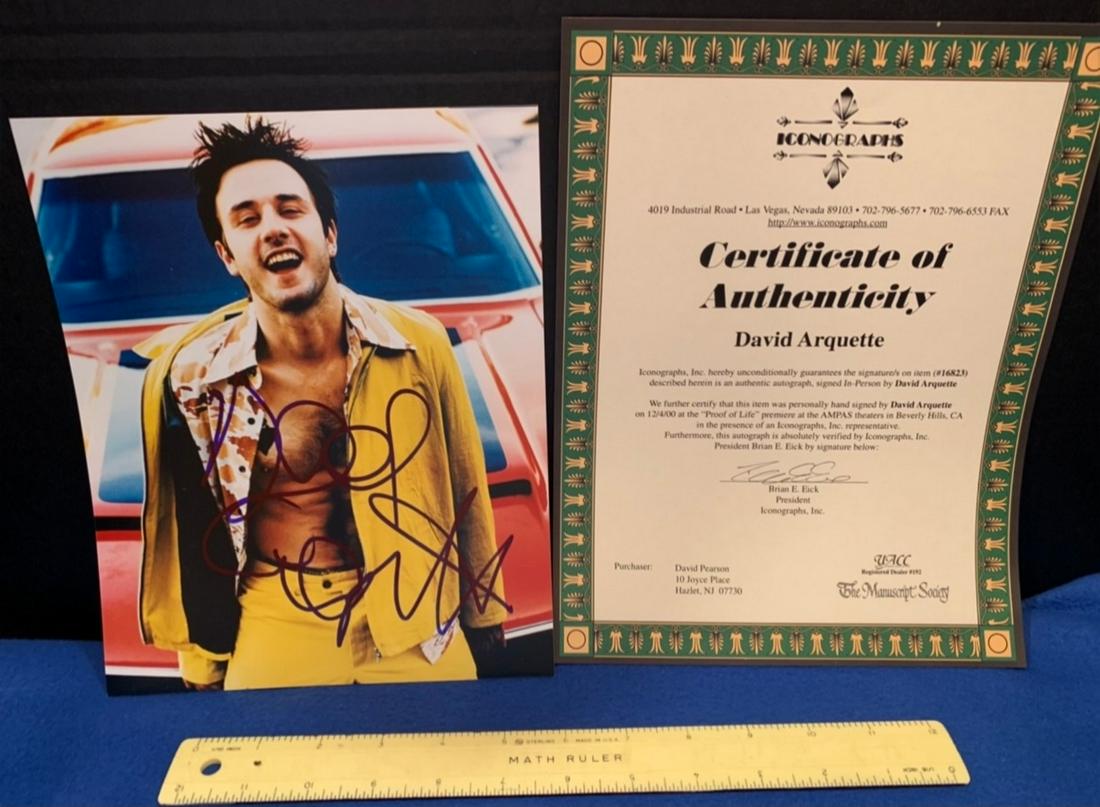 ICONOGRAPHS
4019 Industrial Road • Las Vegas, Nevada 89103 • 702-796-5677 • 702-796-6553 FAX
http://www.iconographs.com
Certificate of
Authenticity
David Arquette
Iconographs, Inc. hereby unconditionally guarantees the signature/s on item (#16823)
described herein is an authentic autograph, signed In-Person by David Arquette
We further certify that this item was personally hand signed by David Arquette
on 12/4/00 at the "Proof of Life" premiere at the AMPAS theaters in Beverly Hills, CA
in the presence of an Iconographs, Inc. representative.
Furthermore, this autograph is absolutely verified by Iconographs, Inc.
President Brian E. Eick by signature below:
Brian E. Eick
President
Iconographs, Inc.
Purchaser: David Pearson
10 Joyce Place
Hazlet, NJ 07730
UACC
Registered Dealer #192
The Manuscript Society
STERLING MADE IN U.S.A.
MATH RULER